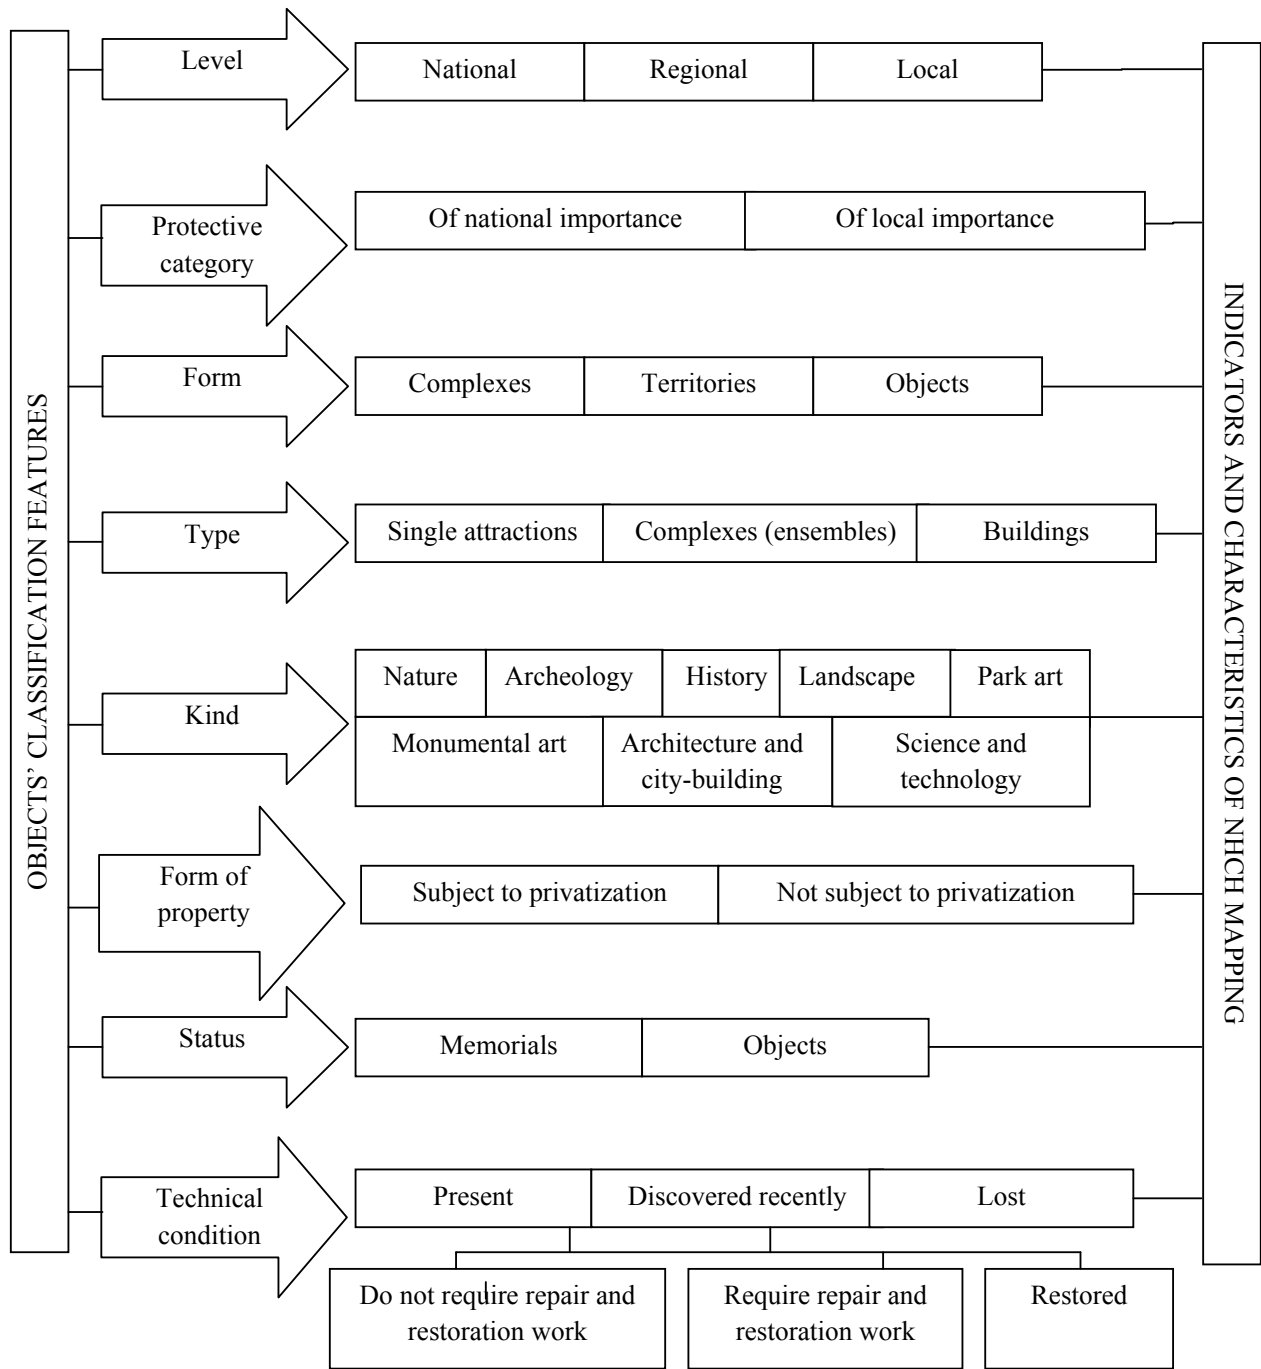 OBJECTS' CLASSIFICATION FEATURES
Level
National Regional Local
Protective
category
Of national importance Of local importance
Form
Complexes Territories Objects
Type
Single attractions Complexes (ensembles) Buildings
Kind
Nature Archeology History Landscape Park art
Monumental art
Architecture and
city-building
Science and
technology
Form of
property
Subject to privatization Not subject to privatization
Status
Memorials Objects
Technical
condition
Present Discovered recently Lost
Do not require repair and
restoration work
Require repair and
restoration work
Restored
INDICATORS AND CHARACTERISTICS OF NHCH MAPPING